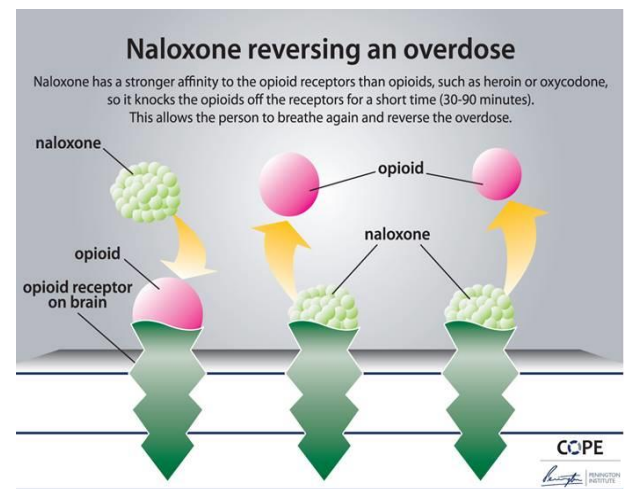 Naloxone reversing an overdose
Naloxone has a stronger affinity to the opioid receptors than opioids, such as heroin or oxycodone,
so it knocks the opioids off the receptors for a short time (30-90 minutes).
This allows the person to breathe again and reverse the overdose.
naloxone
opioid
naloxone
opioid
opioid receptor
on brain
COPE
Penington
PENINGTON
INSTITUTE